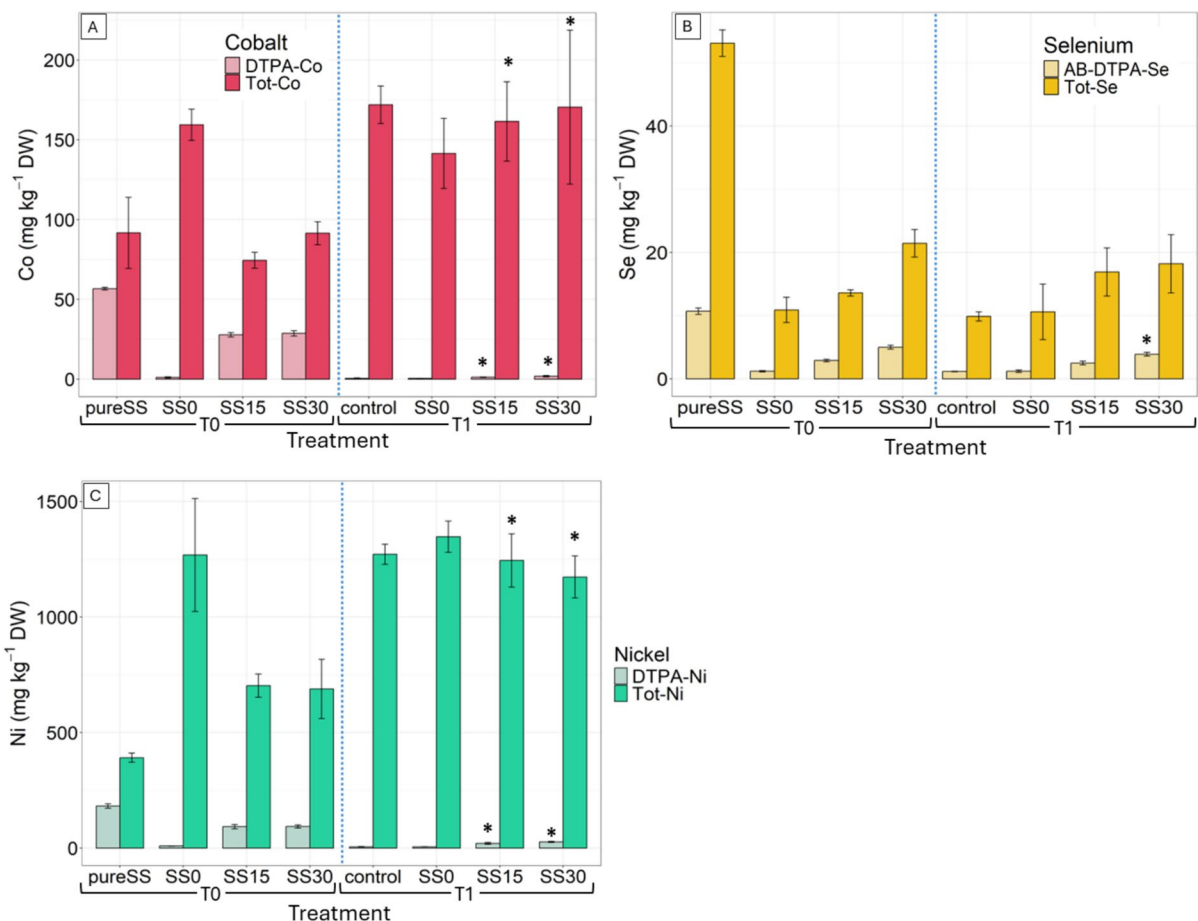 A
Cobalt
DTPA-Co
Tot-Co
Co (mg kg⁻¹ DW)
200
150
100
50
0
* *
* *
pureSS SS0 SS15 SS30 control SS0 SS15 SS30
T0 T1
Treatment
B
Selenium
AB-DTPA-Se
Tot-Se
Se (mg kg⁻¹ DW)
40
20
0
*
pureSS SS0 SS15 SS30 control SS0 SS15 SS30
T0 T1
Treatment
C
Nickel
DTPA-Ni
Tot-Ni
Ni (mg kg⁻¹ DW)
1500
1000
500
0
* *
* *
pureSS SS0 SS15 SS30 control SS0 SS15 SS30
T0 T1
Treatment